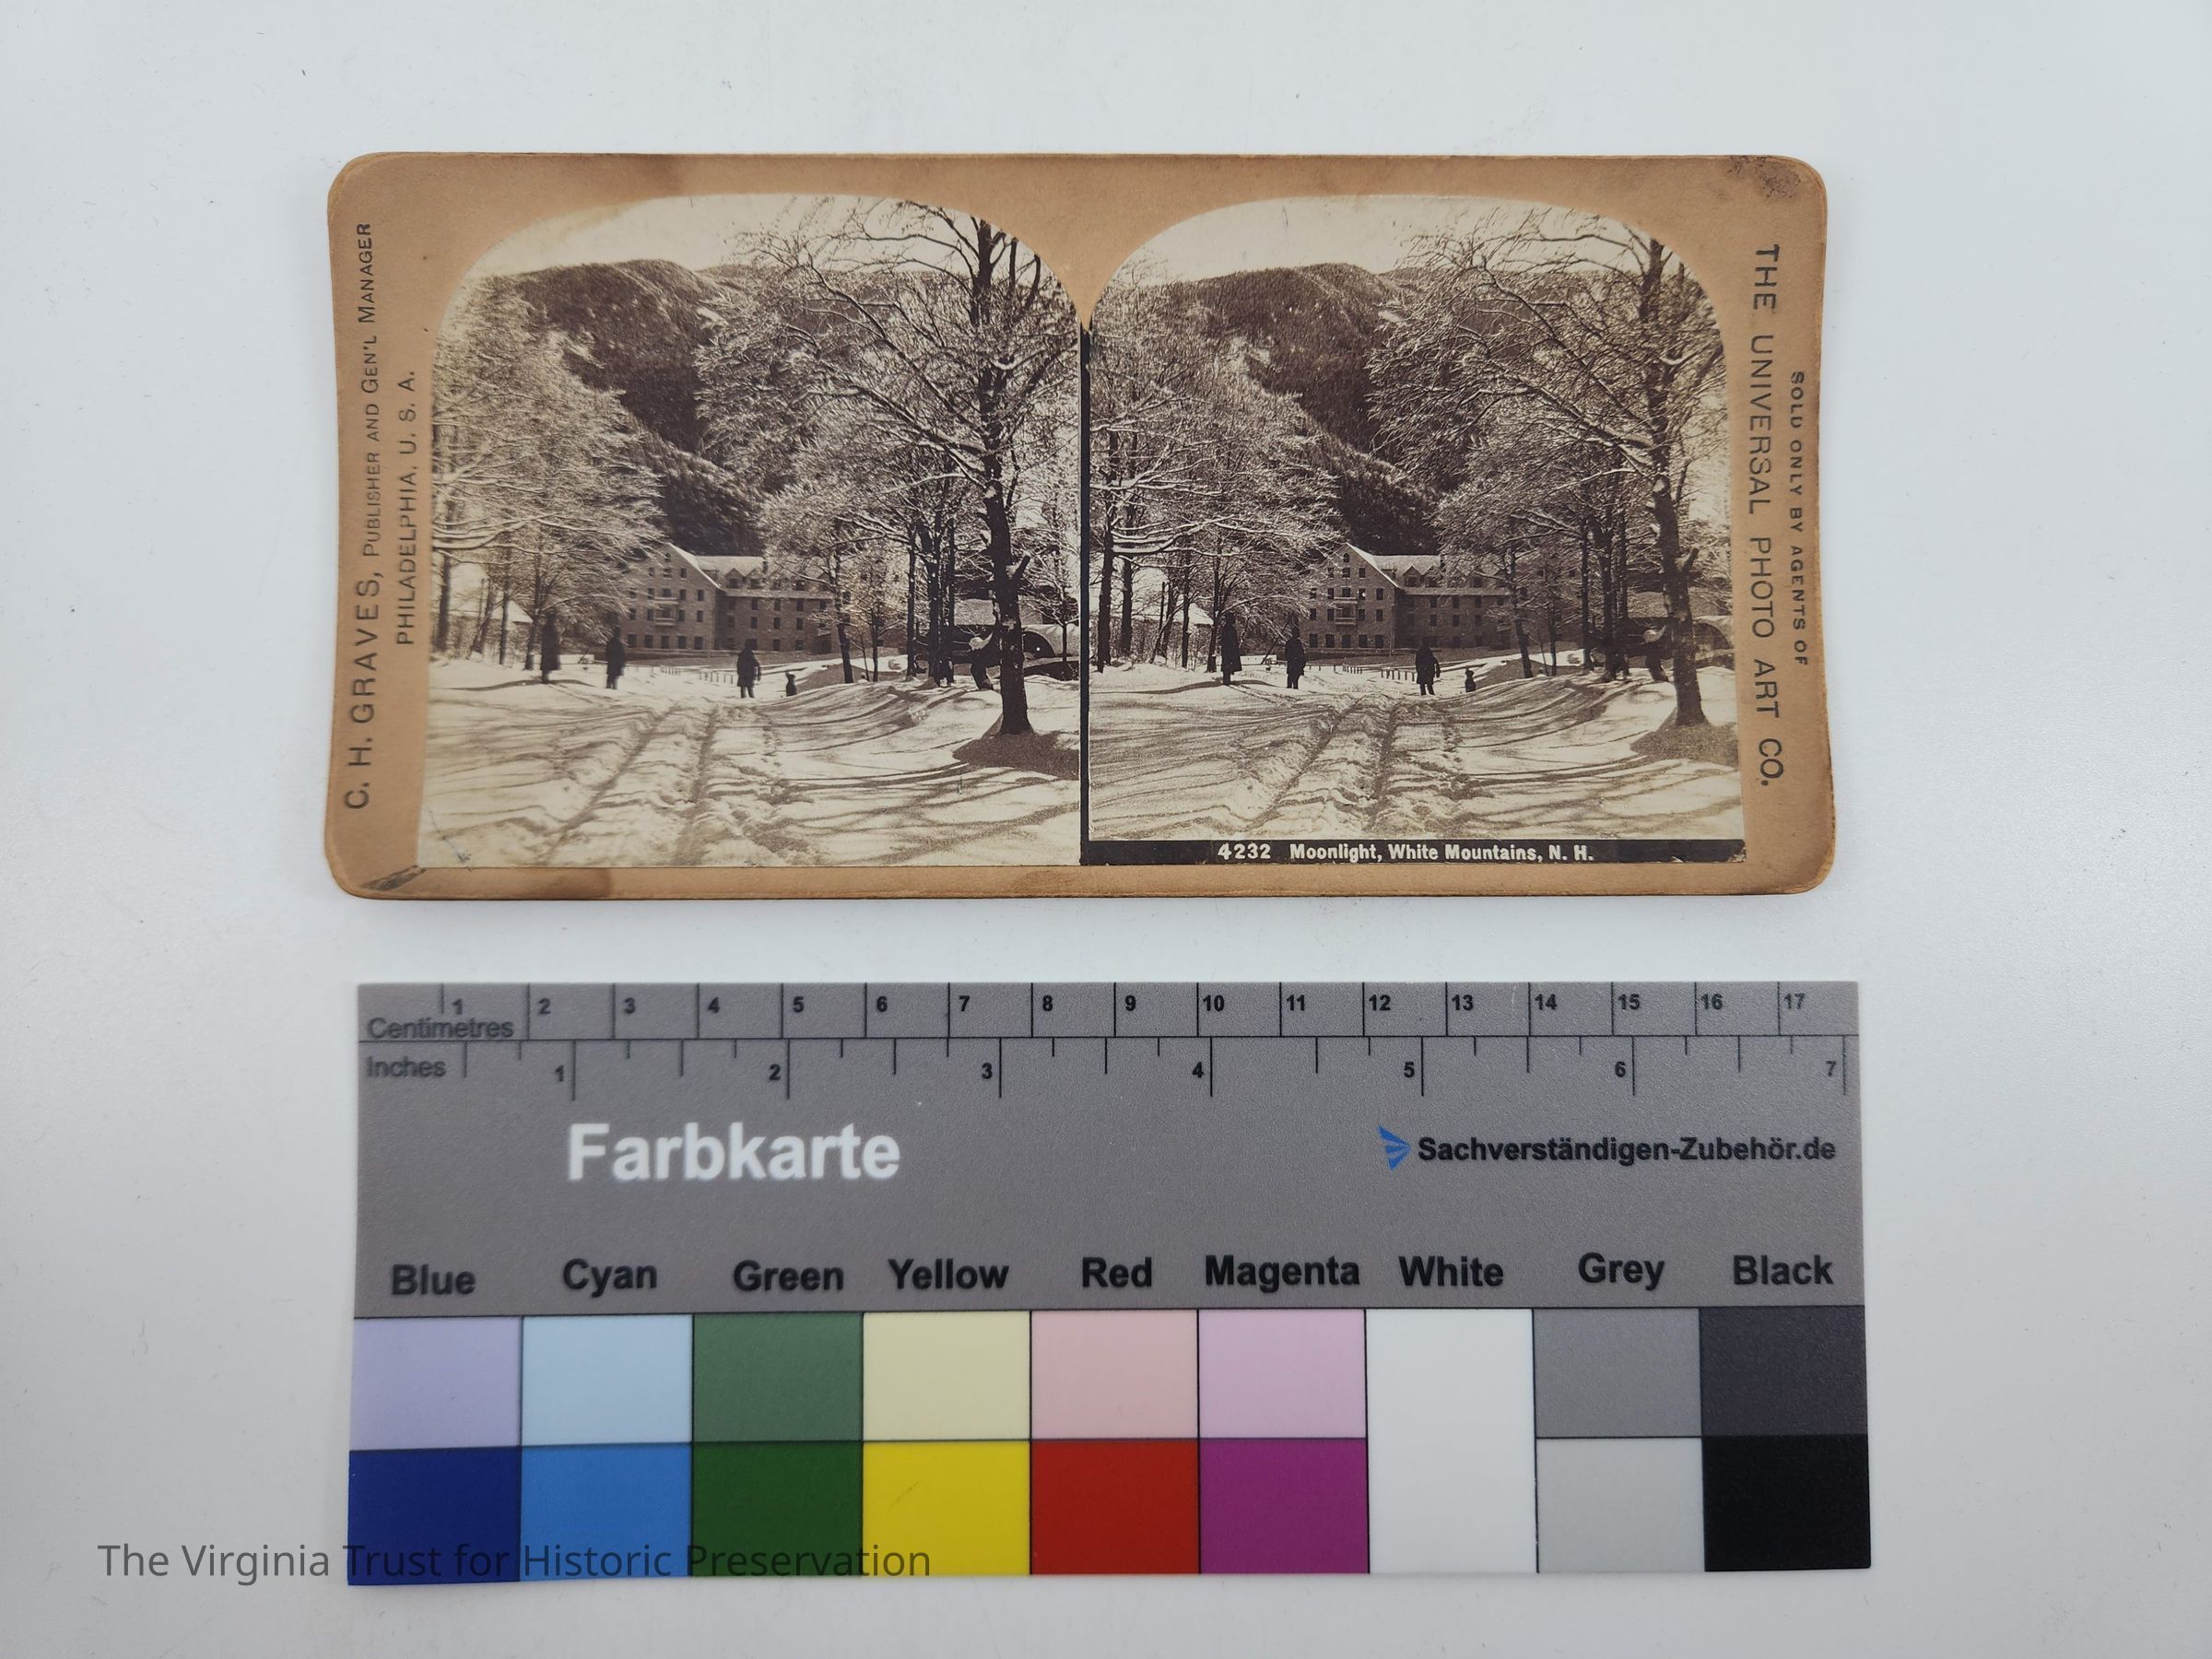 C. H. GRAVES, PUBLISHER AND GEN'L MANAGER
PHILADELPHIA, U. S. A.
SOLD ONLY BY AGENTS OF
THE UNIVERSAL PHOTO ART CO.
4232 Moonlight, White Mountains, N. H.
1 2 3 4 5 6 7 8 9 10 11 12 13 14 15 16 17
Centimetres
Inches 1 2 3 4 5 6 7
Farbkarte
Sachverständigen-Zubehör.de
Blue Cyan Green Yellow Red Magenta White Grey Black
The Virginia Trust for Historic Preservation